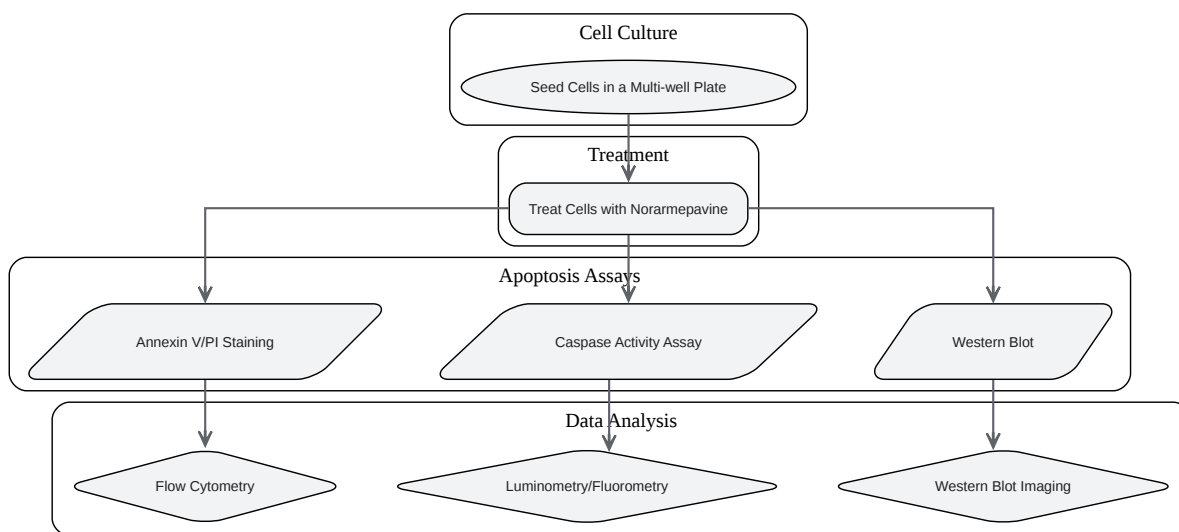 Cell Culture
Seed Cells in a Multi-well Plate
Treatment
Treat Cells with Norarmepavine
Apoptosis Assays
Annexin V/PI Staining
Caspase Activity Assay
Western Blot
Data Analysis
Flow Cytometry
Luminometry/Fluorometry
Western Blot Imaging